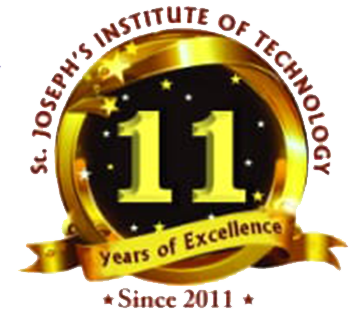 St. JOSEPH'S INSTITUTE OF TECHNOLOGY
11
Years of Excellence
★ Since 2011 ★